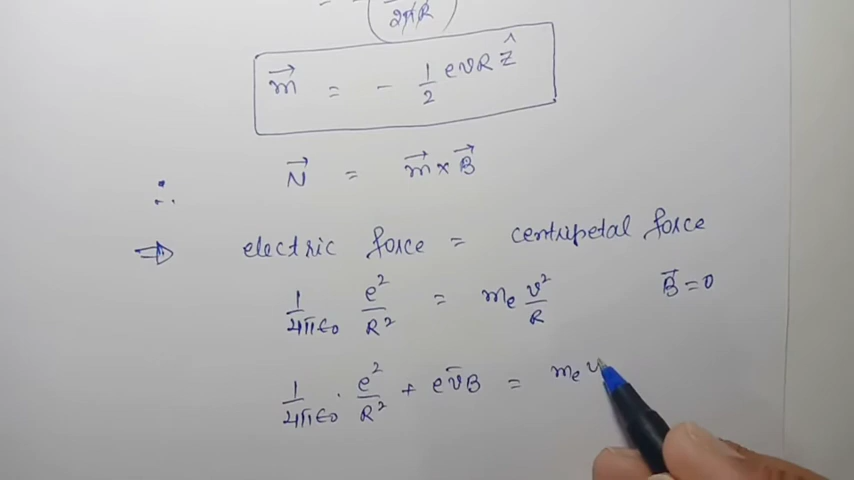 = - 2πR
m⃗ = - 1/2 evR ẑ
∴ N⃗ = m⃗ × B⃗
⇒ electric force = centripetal force
1/4πϵ₀ e²/R² = mₑ v²/R B⃗ = 0
1/4πϵ₀ · e²/R² + ev̄B = mₑ v